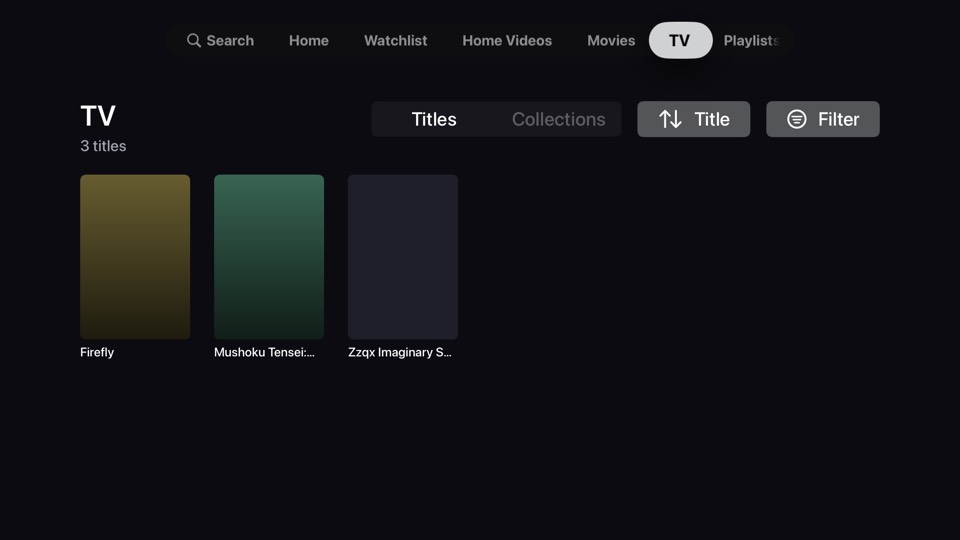 Search Home Watchlist Home Videos Movies TV Playlists
TV
Titles Collections Title Filter
3 titles
Firefly Mushoku Tensei:... Zzqx Imaginary S...